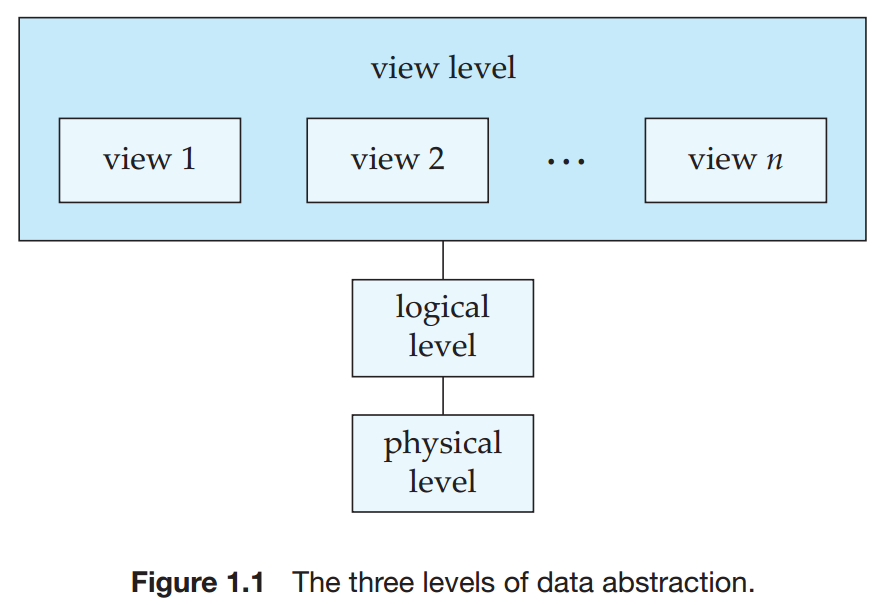 view level
view 1
view 2
...
view n
logical
level
physical
level
Figure 1.1 The three levels of data abstraction.